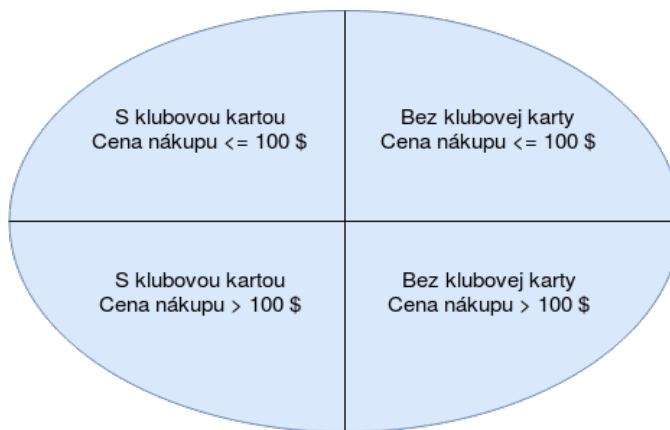 S klubovou kartou
Cena nákupu <= 100 $
Bez klubovej karty
Cena nákupu <= 100 $
S klubovou kartou
Cena nákupu > 100 $
Bez klubovej karty
Cena nákupu > 100 $